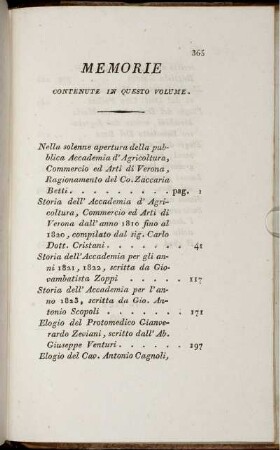 365
MEMORIE
CONTENUTE IN QUESTO VOLUME.
Nella solenne apertura della pub-
blica Accademia d'Agricoltura,
Commercio ed Arti di Verona,
Ragionamento del Co. Zaccaria
Betti . . . . . . . . . pag. 1
Storia dell'Accademia d'Agri-
coltura, Commercio ed Arti di
Verona dall'anno 1810 fino al
1820, compilato dal sig. Carlo
Dott. Cristani . . . . . . 41
Storia dell'Accademia per gli an-
ni 1821, 1822, scritta da Gio-
vambatista Zoppi . . . . . 117
Storia dell'Accademia per l'an-
no 1823, scritta da Gio. An-
tonio Scopoli . . . . . . 171
Elogio del Protomedico Gianve-
rardo Zeviani, scritto dall'Ab.
Giuseppe Venturi . . . . . 197
Elogio del Cav. Antonio Cagnoli,